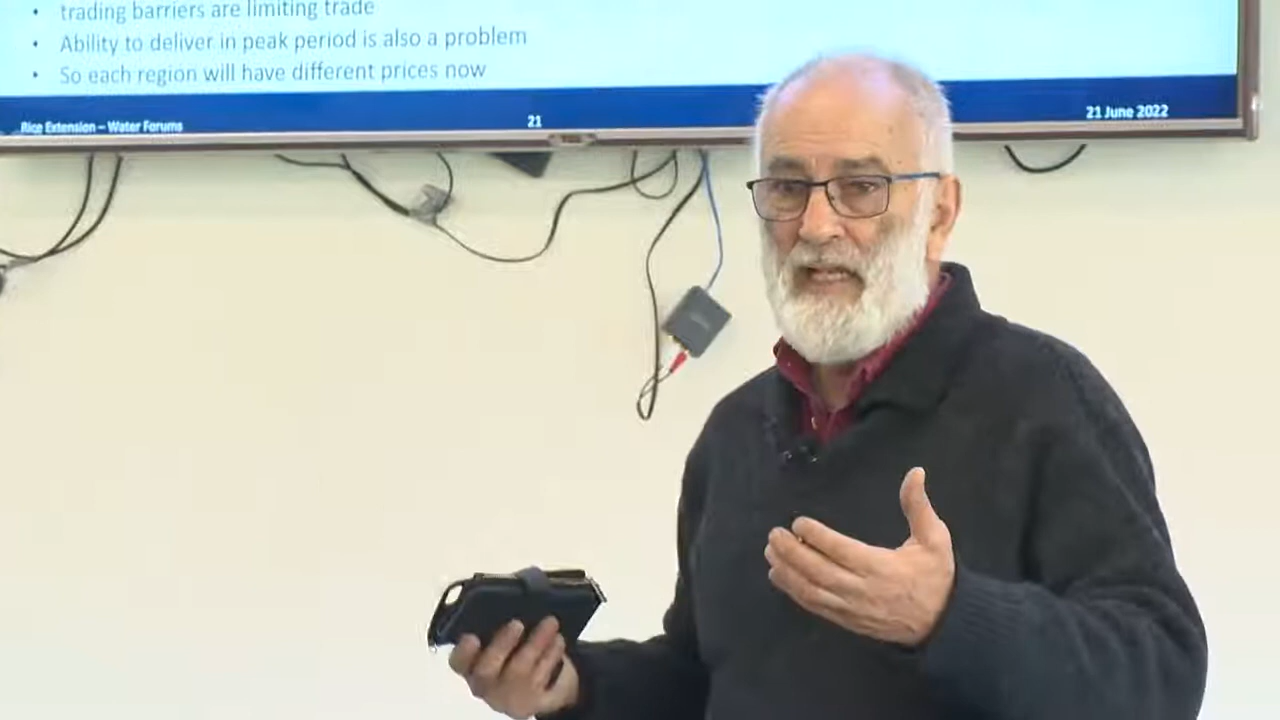 • trading barriers are limiting trade
• Ability to deliver in peak period is also a problem
• So each region will have different prices now
Rice Extension – Water Forums 21 21 June 2022